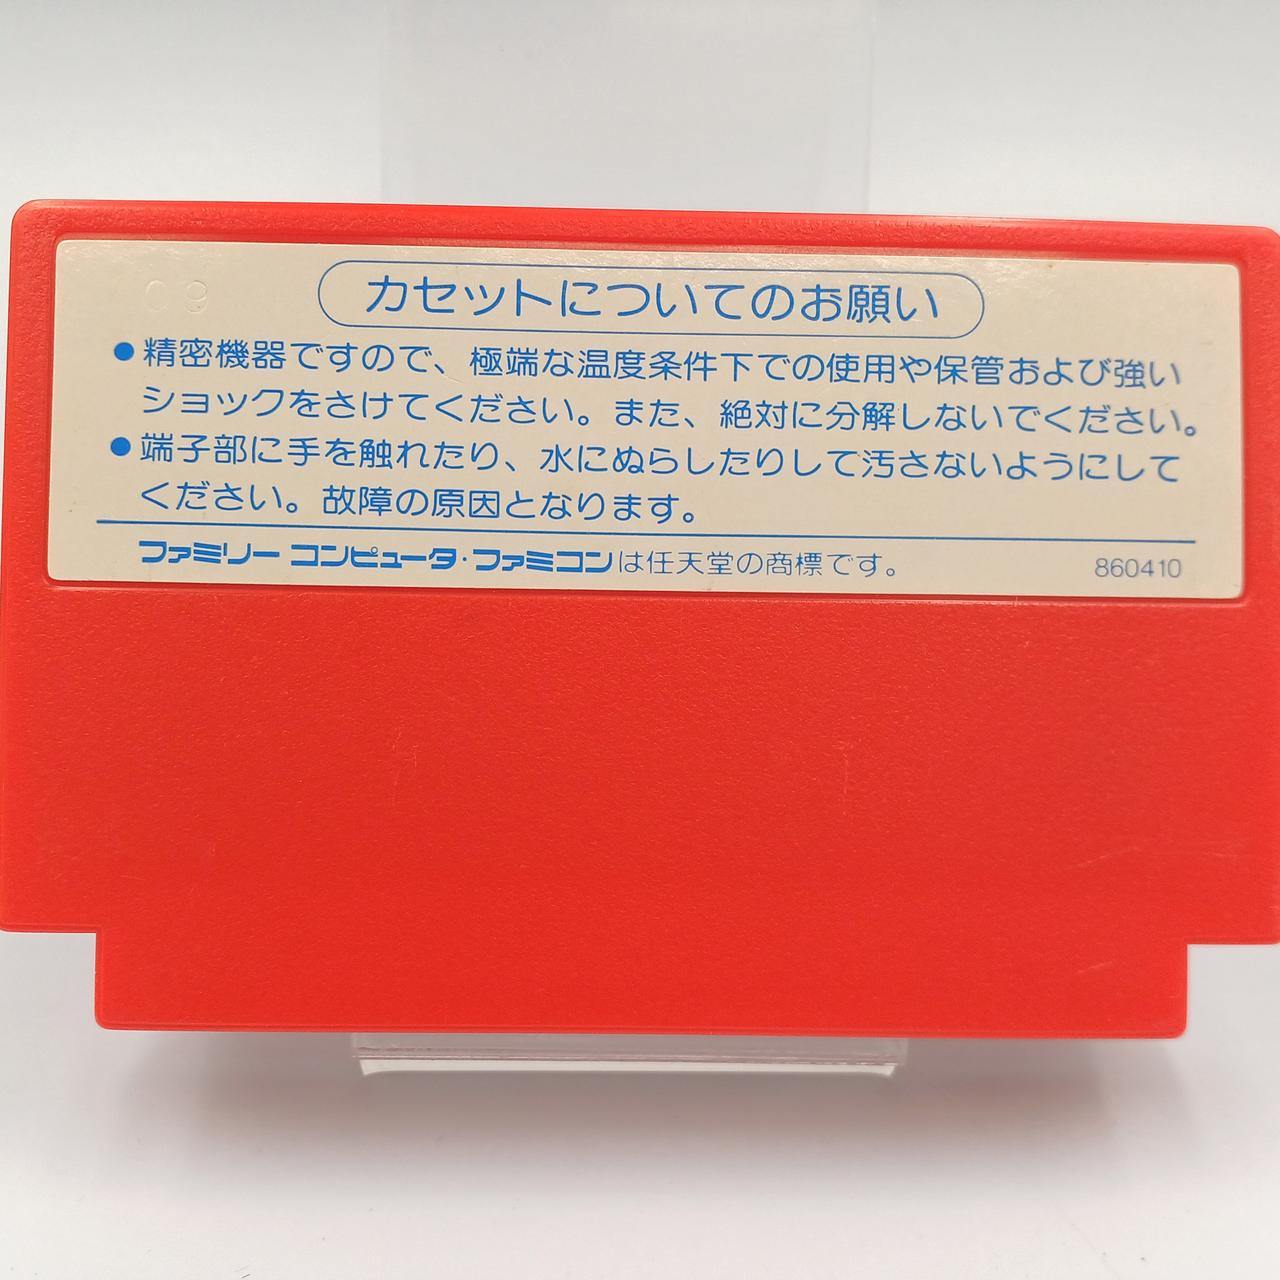 カセットについてのお願い
●精密機器ですので、極端な温度条件下での使用や保管および強い
ショックをさけてください。また、絶対に分解しないでください。
●端子部に手を触れたり、水にぬらしたりして汚さないようにして
ください。故障の原因となります。
ファミリー コンピュータ・ファミコンは任天堂の商標です。 860410